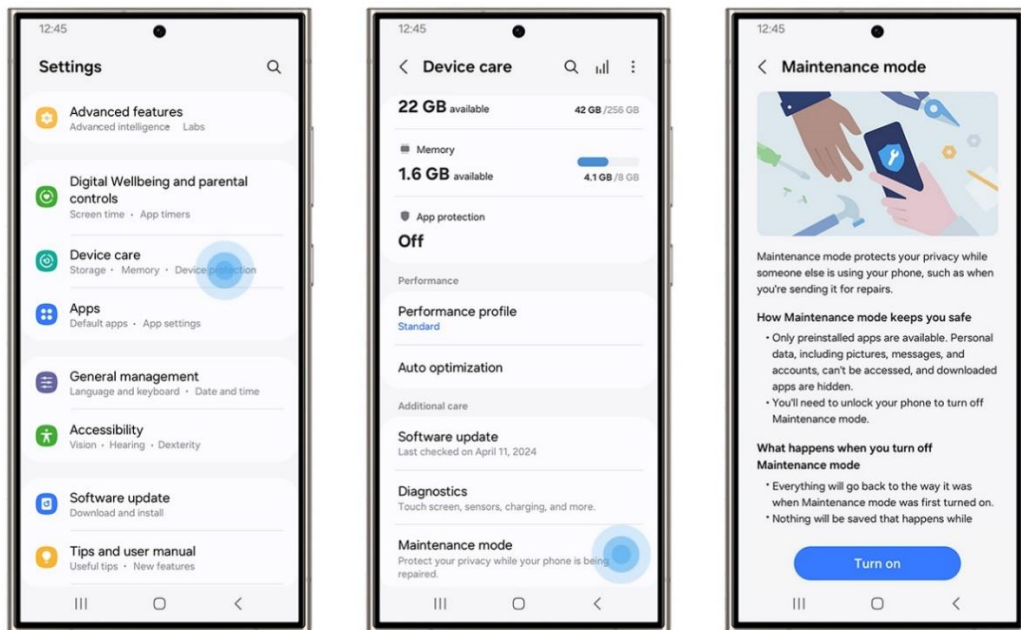 12:45
Settings
Advanced features
Advanced intelligence Labs
Digital Wellbeing and parental
controls
Screen time • App timers
Device care
Storage • Memory • Device protection
Apps
Default apps • App settings
General management
Language and keyboard • Date and time
Accessibility
Vision • Hearing • Dexterity
Software update
Download and install
Tips and user manual
Useful tips • New features
12:45
Device care
22 GB available 42 GB /256 GB
Memory
1.6 GB available 4.1 GB /8 GB
App protection
Off
Performance
Performance profile
Standard
Auto optimization
Additional care
Software update
Last checked on April 11, 2024
Diagnostics
Touch screen, sensors, charging, and more.
Maintenance mode
Protect your privacy while your phone is being
repaired.
12:45
Maintenance mode
Maintenance mode protects your privacy while
someone else is using your phone, such as when
you're sending it for repairs.
How Maintenance mode keeps you safe
• Only preinstalled apps are available. Personal
data, including pictures, messages, and
accounts, can't be accessed, and downloaded
apps are hidden.
• You'll need to unlock your phone to turn off
Maintenance mode.
What happens when you turn off
Maintenance mode
• Everything will go back to the way it was
when Maintenance mode was first turned on.
• Nothing will be saved that happens while
Turn on